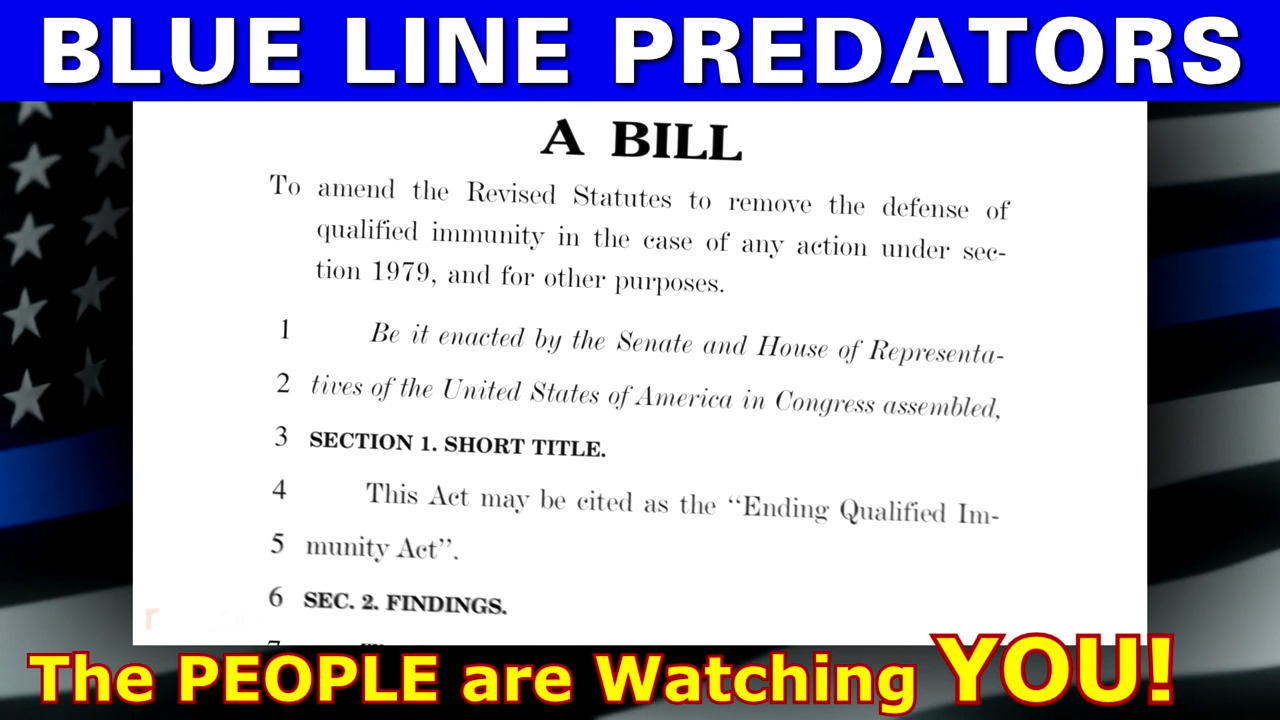 BLUE LINE PREDATORS
A BILL
To amend the Revised Statutes to remove the defense of
qualified immunity in the case of any action under sec-
tion 1979, and for other purposes.
1 Be it enacted by the Senate and House of Representa-
2 tives of the United States of America in Congress assembled,
3 SECTION 1. SHORT TITLE.
4 This Act may be cited as the “Ending Qualified Im-
5 munity Act”.
6 SEC. 2. FINDINGS.
The PEOPLE are Watching YOU!